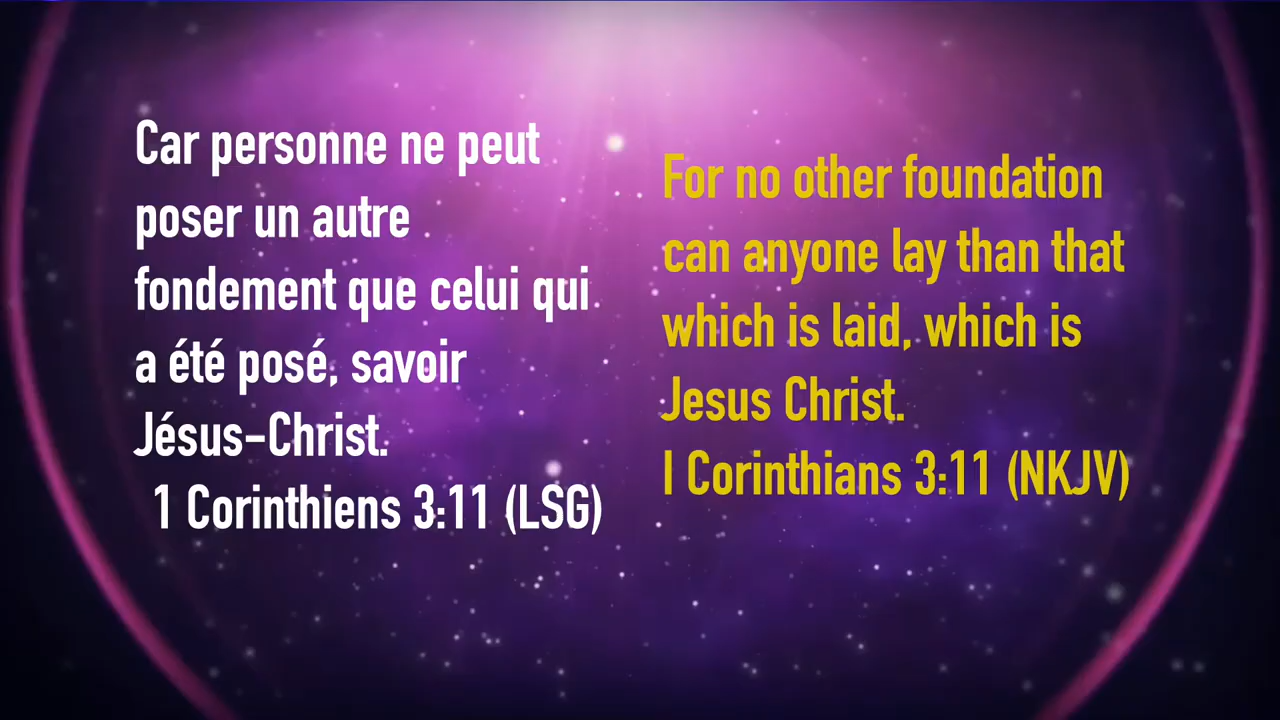 Car personne ne peut
poser un autre
fondement que celui qui
a été posé, savoir
Jésus-Christ.
1 Corinthiens 3:11 (LSG)
For no other foundation
can anyone lay than that
which is laid, which is
Jesus Christ.
I Corinthians 3:11 (NKJV)